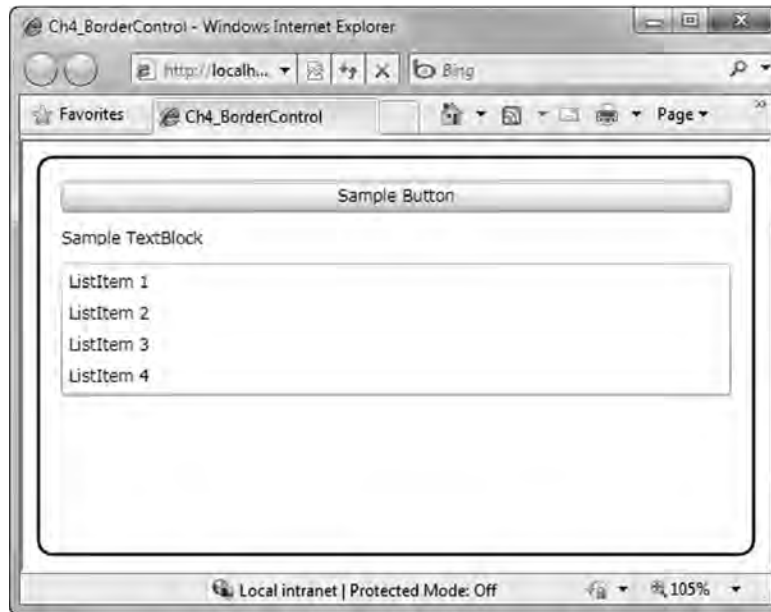 Ch4_BorderControl - Windows Internet Explorer
http://localh... Bing
Favorites Ch4_BorderControl Page
Sample Button
Sample TextBlock
ListItem 1
ListItem 2
ListItem 3
ListItem 4
Local intranet | Protected Mode: Off 105%